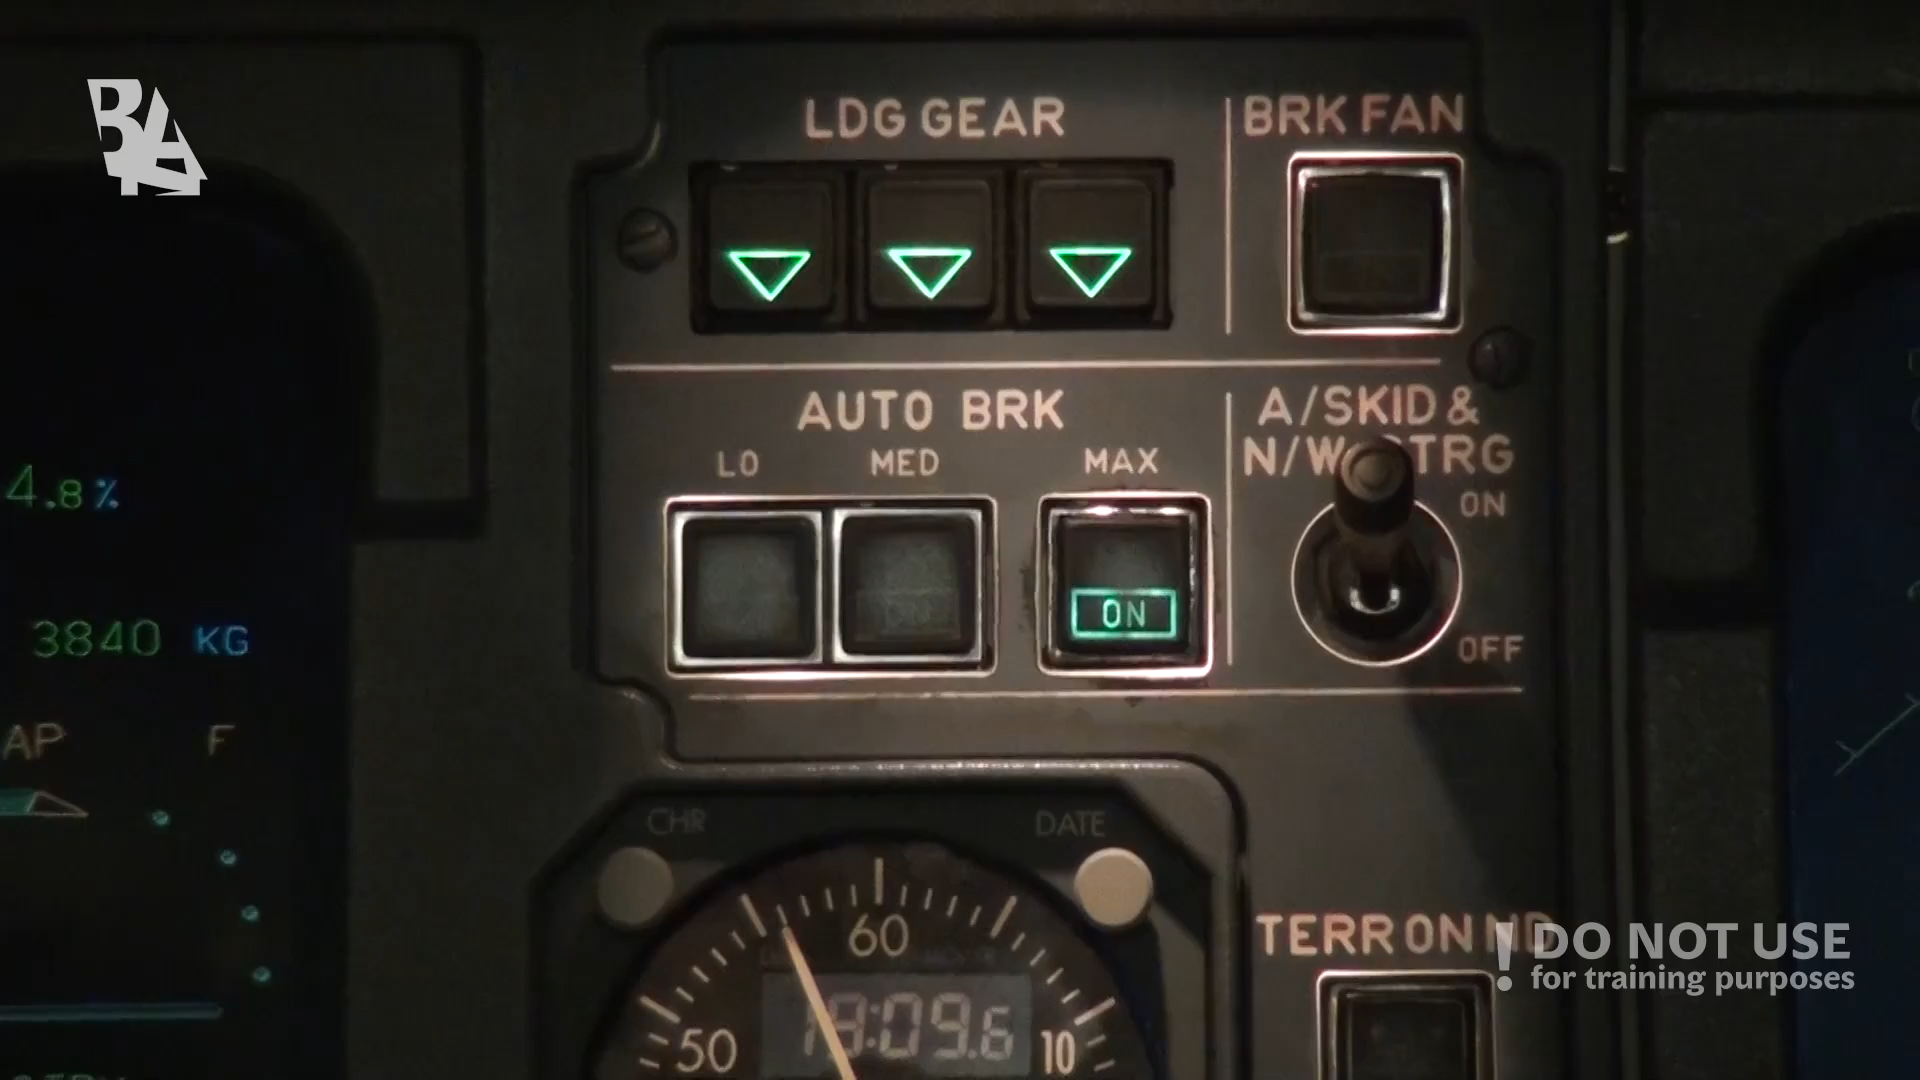 BAA
LDG GEAR
BRK FAN
AUTO BRK
A/SKID &
N/W STRG
LO
MED
MAX
ON
OFF
ON
4.8 %
3840 KG
AP
F
CHR
DATE
60
50
10
TERR ON ND
! DO NOT USE
for training purposes